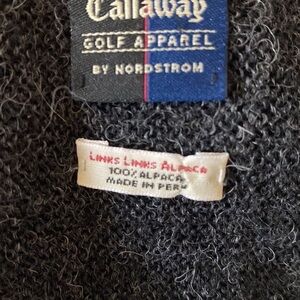 Callaway
GOLF APPAREL
BY NORDSTROM
LINKS LINKS ALPACA
100% ALPACA
MADE IN PERU